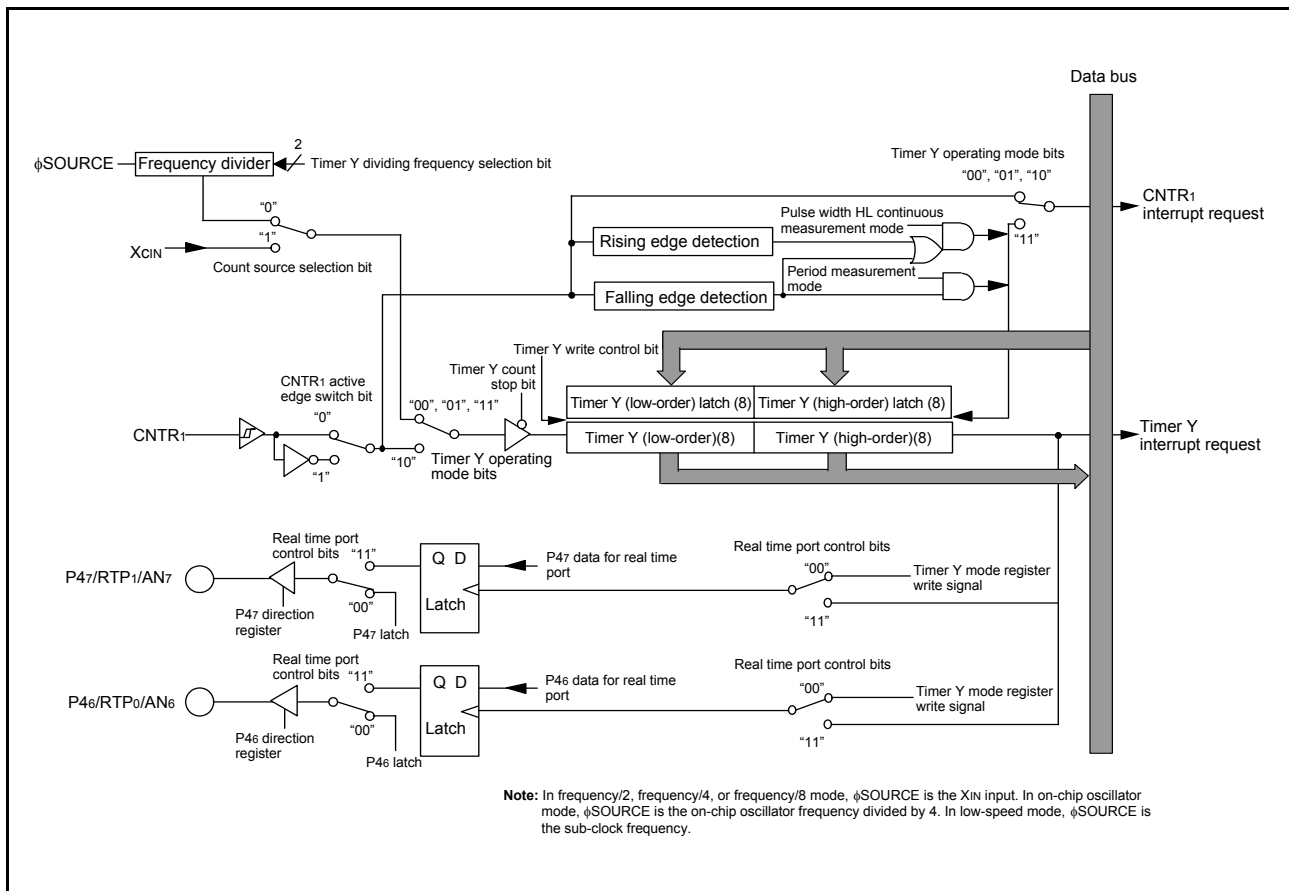 Data bus
2
φSOURCE
Frequency divider
Timer Y dividing frequency selection bit
Timer Y operating mode bits
"00", "01", "10"
CNTR1
interrupt request
"0"
"1"
XCIN
Count source selection bit
Pulse width HL continuous
measurement mode
"11"
Rising edge detection
Period measurement
mode
Falling edge detection
Timer Y write control bit
Timer Y count
stop bit
CNTR1 active
edge switch bit
"00", "01", "11"
Timer Y (low-order) latch (8)
Timer Y (high-order) latch (8)
"0"
CNTR1
Timer Y (low-order)(8)
Timer Y (high-order)(8)
Timer Y
interrupt request
"10"
Timer Y operating
mode bits
"1"
Real time port
control bits
"11"
Q D
P47 data for real time
port
Real time port control bits
"00"
Timer Y mode register
write signal
P47/RTP1/AN7
"00"
Latch
"11"
P47 direction
register
P47 latch
Real time port
control bits
"11"
Q D
P46 data for real time
port
Real time port control bits
"00"
Timer Y mode register
write signal
P46/RTP0/AN6
"00"
Latch
"11"
P46 direction
register
P46 latch
Note: In frequency/2, frequency/4, or frequency/8 mode, φSOURCE is the XIN input. In on-chip oscillator
mode, φSOURCE is the on-chip oscillator frequency divided by 4. In low-speed mode, φSOURCE is
the sub-clock frequency.